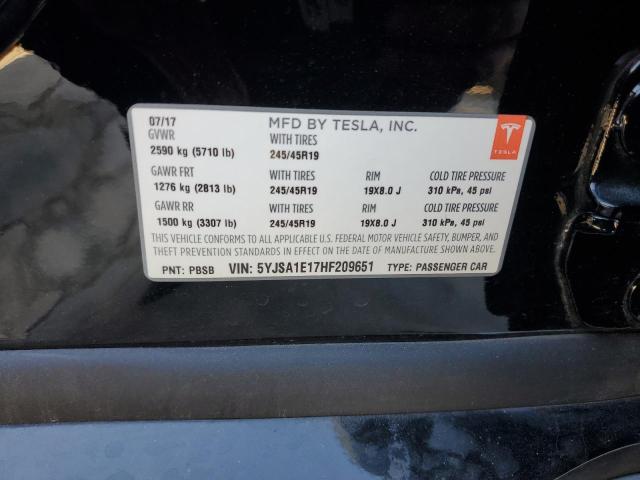 07/17 MFD BY TESLA, INC.
GVWR WITH TIRES
2590 kg (5710 lb) 245/45R19
TESLA
GAWR FRT WITH TIRES RIM COLD TIRE PRESSURE
1276 kg (2813 lb) 245/45R19 19X8.0 J 310 kPa, 45 psi
GAWR RR WITH TIRES RIM COLD TIRE PRESSURE
1500 kg (3307 lb) 245/45R19 19X8.0 J 310 kPa, 45 psi
THIS VEHICLE CONFORMS TO ALL APPLICABLE U.S. FEDERAL MOTOR VEHICLE SAFETY, BUMPER, AND
THEFT PREVENTION STANDARDS IN EFFECT ON THE DATE OF MANUFACTURE SHOWN ABOVE.
PNT: PBSB VIN: 5YJSA1E17HF209651 TYPE: PASSENGER CAR